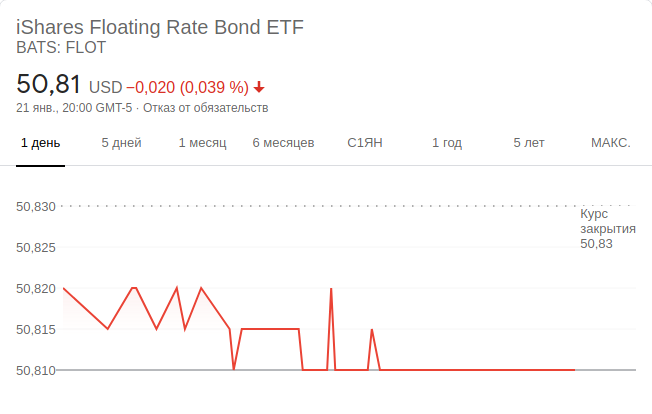 iShares Floating Rate Bond ETF
BATS: FLOT
50,81 USD −0,020 (0,039 %)
21 янв., 20:00 GMT-5 · Отказ от обязательств
1 день 5 дней 1 месяц 6 месяцев С1ЯН 1 год 5 лет МАКС.
50,830
Курс
закрытия
50,83
50,825
50,820
50,815
50,810